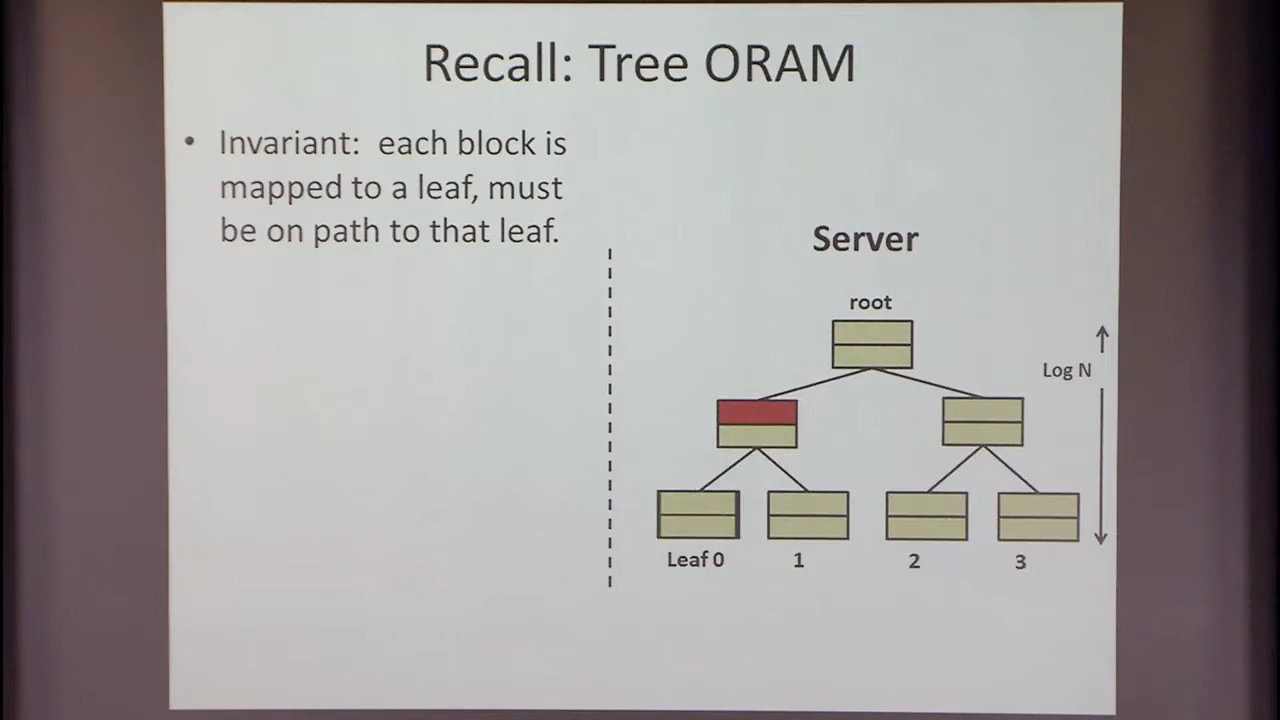 Recall: Tree ORAM
• Invariant: each block is
mapped to a leaf, must
be on path to that leaf.
Server
root
Log N
Leaf 0
1
2
3